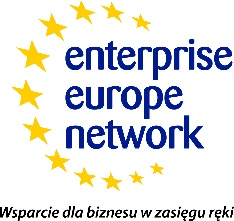 enterprise
europe
network
Wsparcie dla biznesu w zasięgu ręki